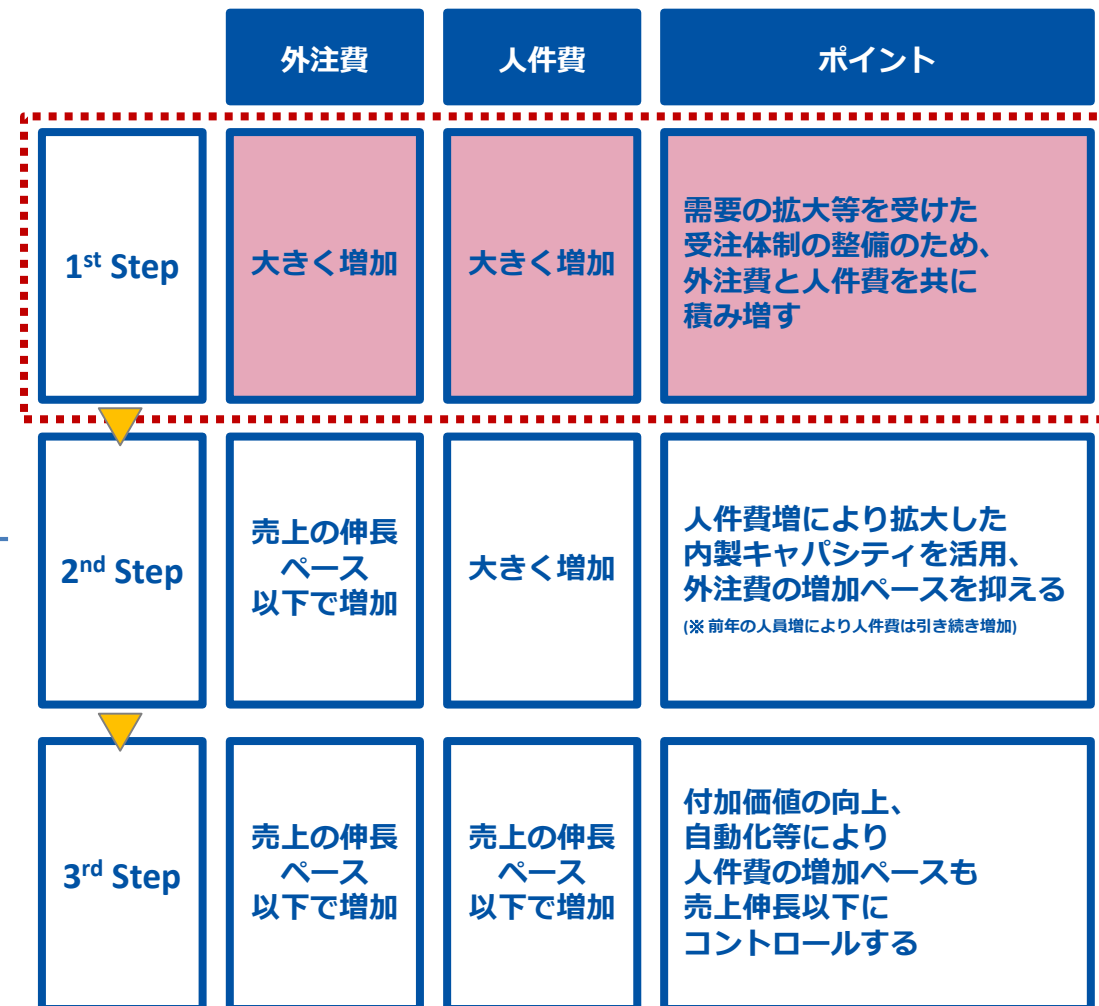 外注費
人件費
ポイント
1st Step
大きく増加
大きく増加
需要の拡大等を受けた
受注体制の整備のため、
外注費と人件費を共に
積み増す
2nd Step
売上の伸長
ペース
以下で増加
大きく増加
人件費増により拡大した
内製キャパシティを活用、
外注費の増加ペースを抑える
(※ 前年の人員増により人件費は引き続き増加)
3rd Step
売上の伸長
ペース
以下で増加
売上の伸長
ペース
以下で増加
付加価値の向上、
自動化等により
人件費の増加ペースも
売上伸長以下に
コントロールする